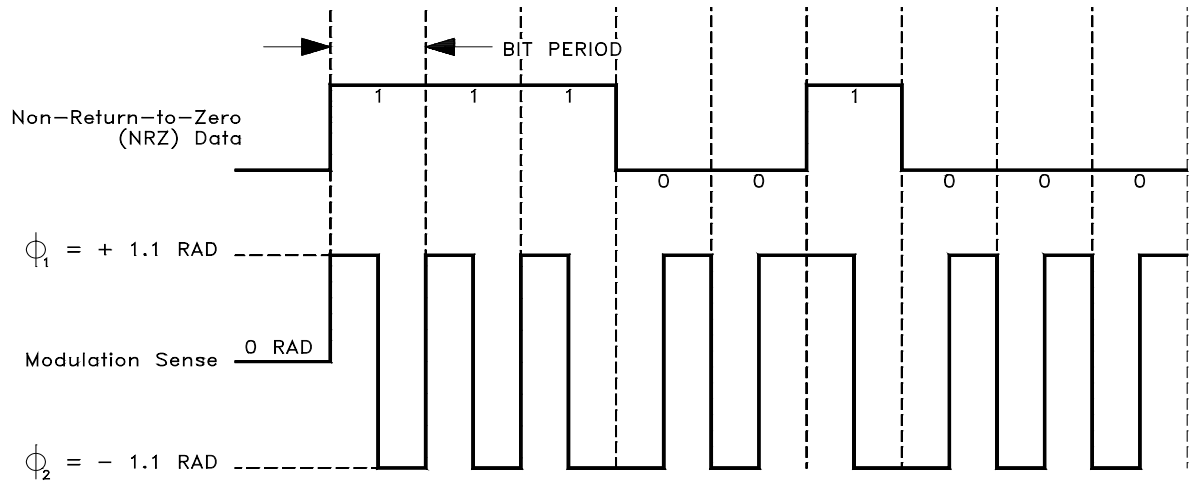 BIT PERIOD
1 1 1 1
Non-Return-to-Zero
(NRZ) Data
0 0 0 0 0
ϕ1 = + 1.1 RAD
0 RAD
Modulation Sense
ϕ2 = - 1.1 RAD